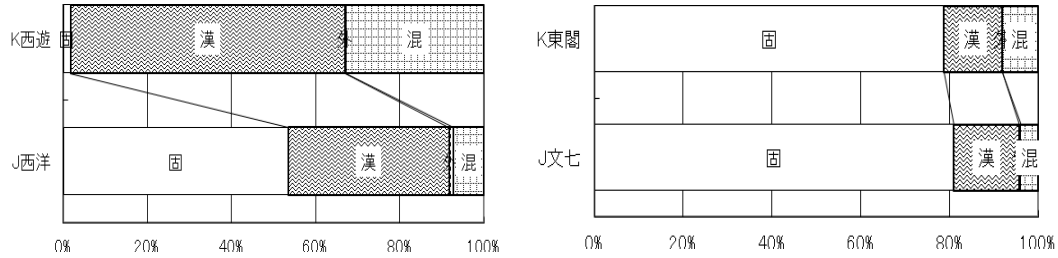 K西遊 固 漢 外 混
J西洋 固 漢 外 混
0% 20% 40% 60% 80% 100%
K東閣 固 漢 外 混
J文七 固 漢 外 混
0% 20% 40% 60% 80% 100%